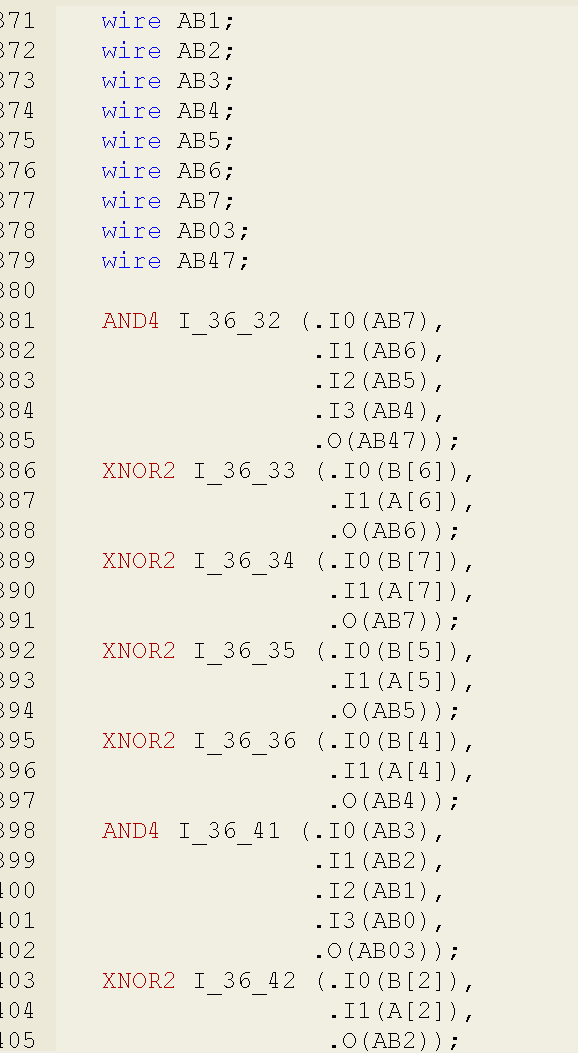 371 wire AB1;
372 wire AB2;
373 wire AB3;
374 wire AB4;
375 wire AB5;
376 wire AB6;
377 wire AB7;
378 wire AB03;
379 wire AB47;
380
381 AND4 I_36_32 (.I0(AB7),
382 .I1(AB6),
383 .I2(AB5),
384 .I3(AB4),
385 .O(AB47));
386 XNOR2 I_36_33 (.I0(B[6]),
387 .I1(A[6]),
388 .O(AB6));
389 XNOR2 I_36_34 (.I0(B[7]),
390 .I1(A[7]),
391 .O(AB7));
392 XNOR2 I_36_35 (.I0(B[5]),
393 .I1(A[5]),
394 .O(AB5));
395 XNOR2 I_36_36 (.I0(B[4]),
396 .I1(A[4]),
397 .O(AB4));
398 AND4 I_36_41 (.I0(AB3),
399 .I1(AB2),
400 .I2(AB1),
401 .I3(AB0),
402 .O(AB03));
403 XNOR2 I_36_42 (.I0(B[2]),
404 .I1(A[2]),
405 .O(AB2));